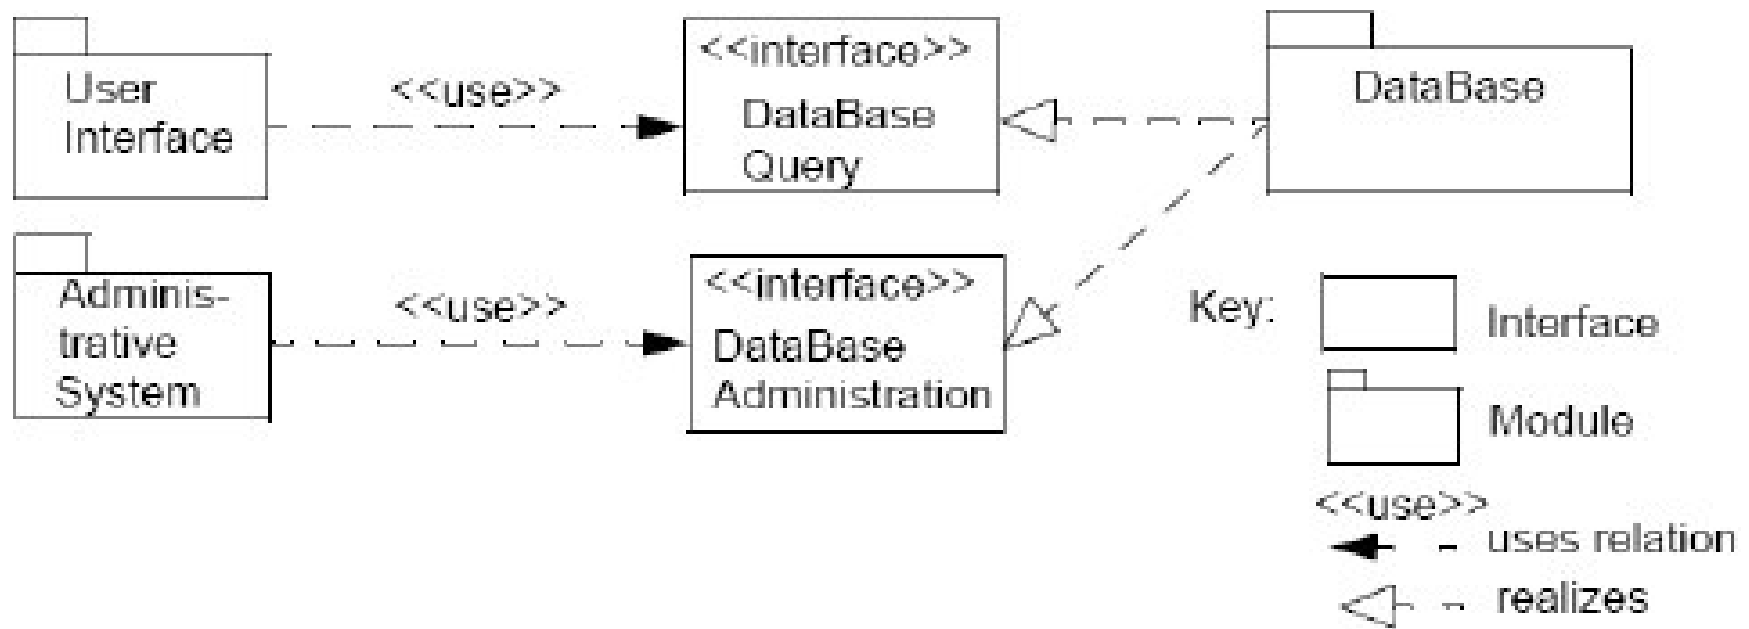 User
Interface
<<use>>
<<interface>>
DataBase
Query
DataBase
Adminis-
trative
System
<<use>>
<<interface>>
DataBase
Administration
Key:
Interface
Module
<<use>>
uses relation
realizes